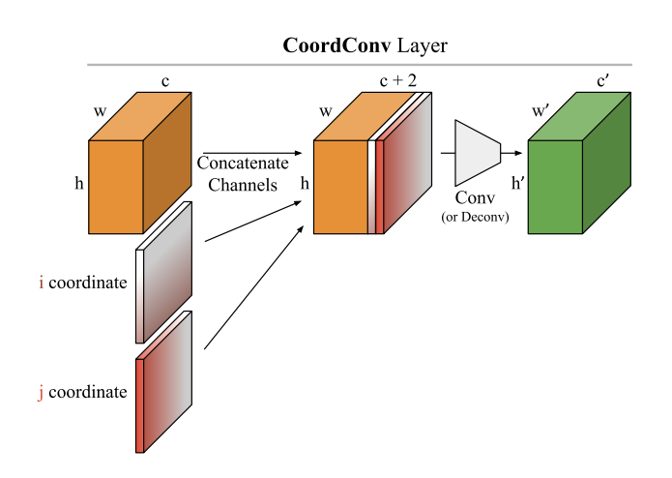 CoordConv Layer
c
w
h
Concatenate
Channels
i coordinate
j coordinate
c + 2
w
h
Conv
(or Deconv)
c′
w′
h′